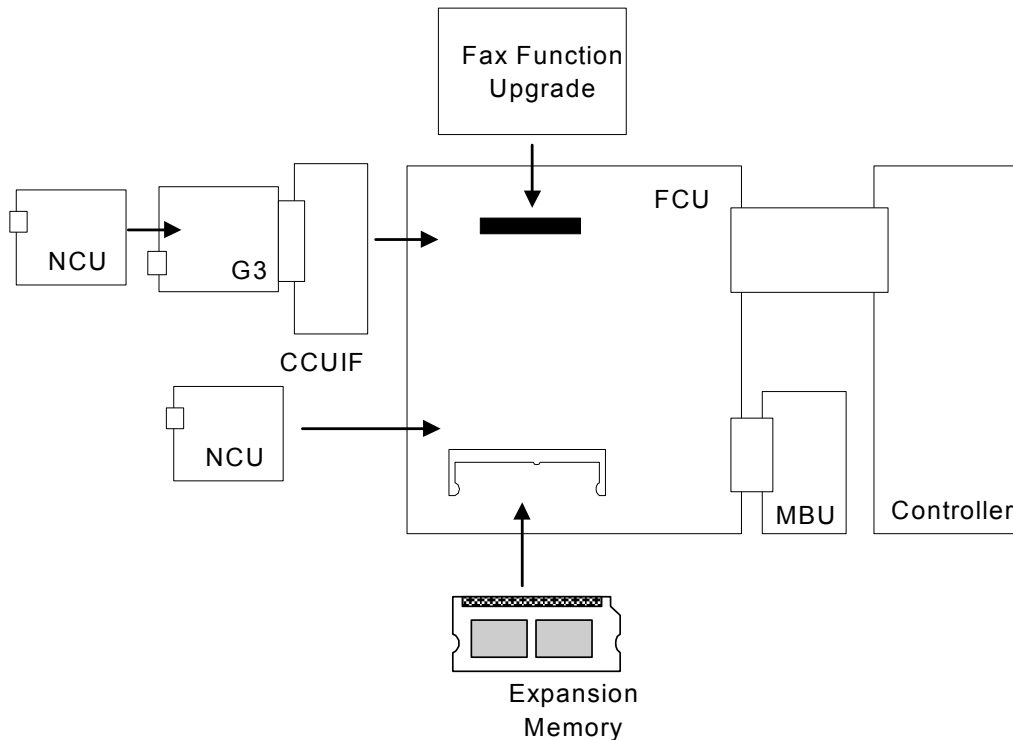 Fax Function
Upgrade
FCU
NCU
G3
CCUIF
NCU
MBU
Controller
Expansion
Memory